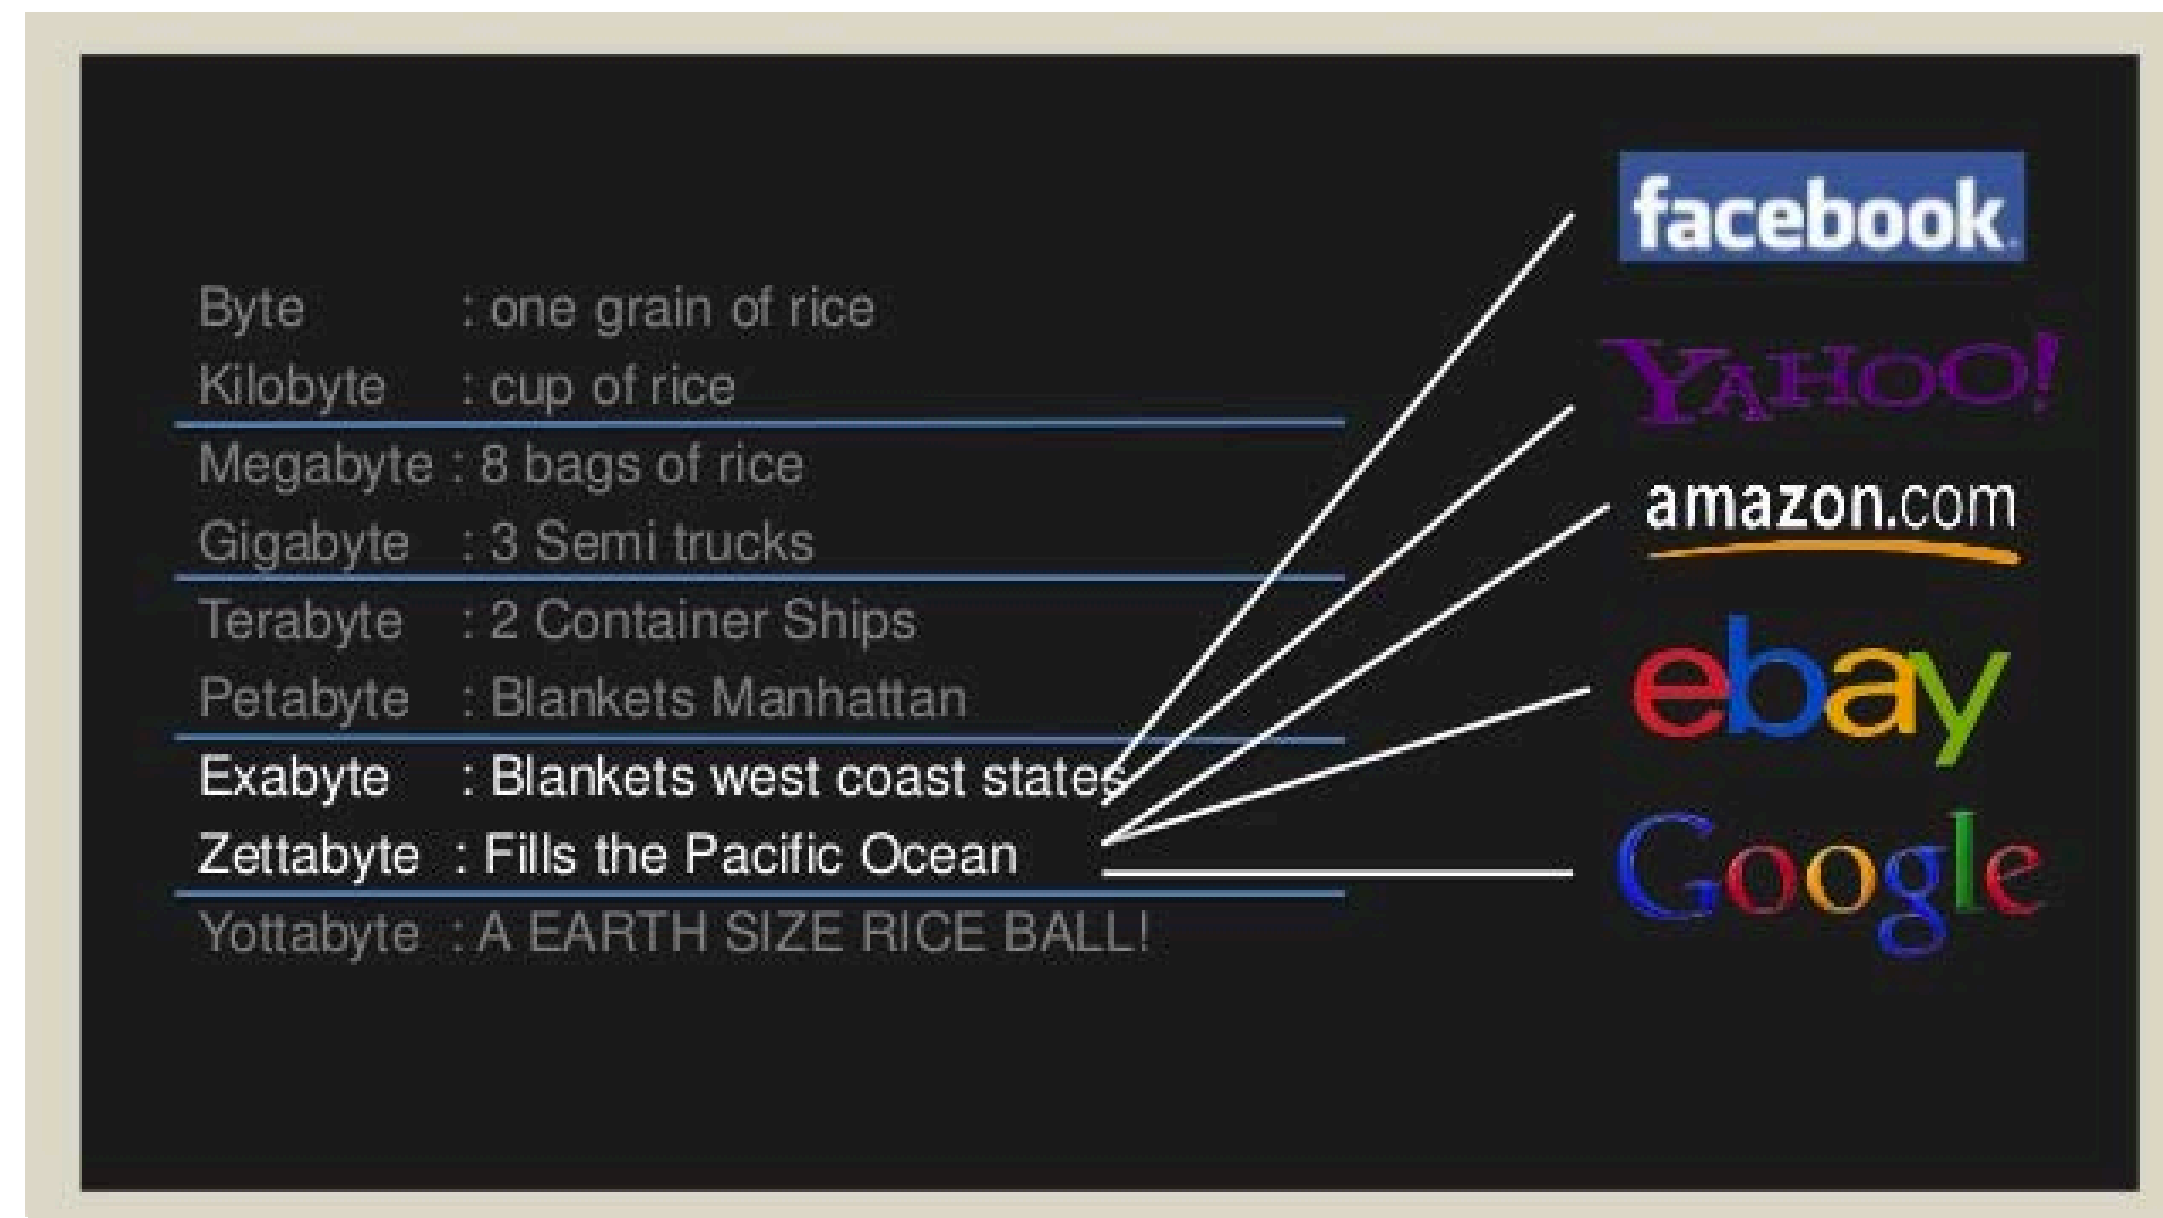 Byte : one grain of rice
Kilobyte : cup of rice
Megabyte : 8 bags of rice
Gigabyte : 3 Semi trucks
Terabyte : 2 Container Ships
Petabyte : Blankets Manhattan
Exabyte : Blankets west coast states
Zettabyte : Fills the Pacific Ocean
Yottabyte : A EARTH SIZE RICE BALL!
facebook.
YAHOO!
amazon.com
ebay
Google